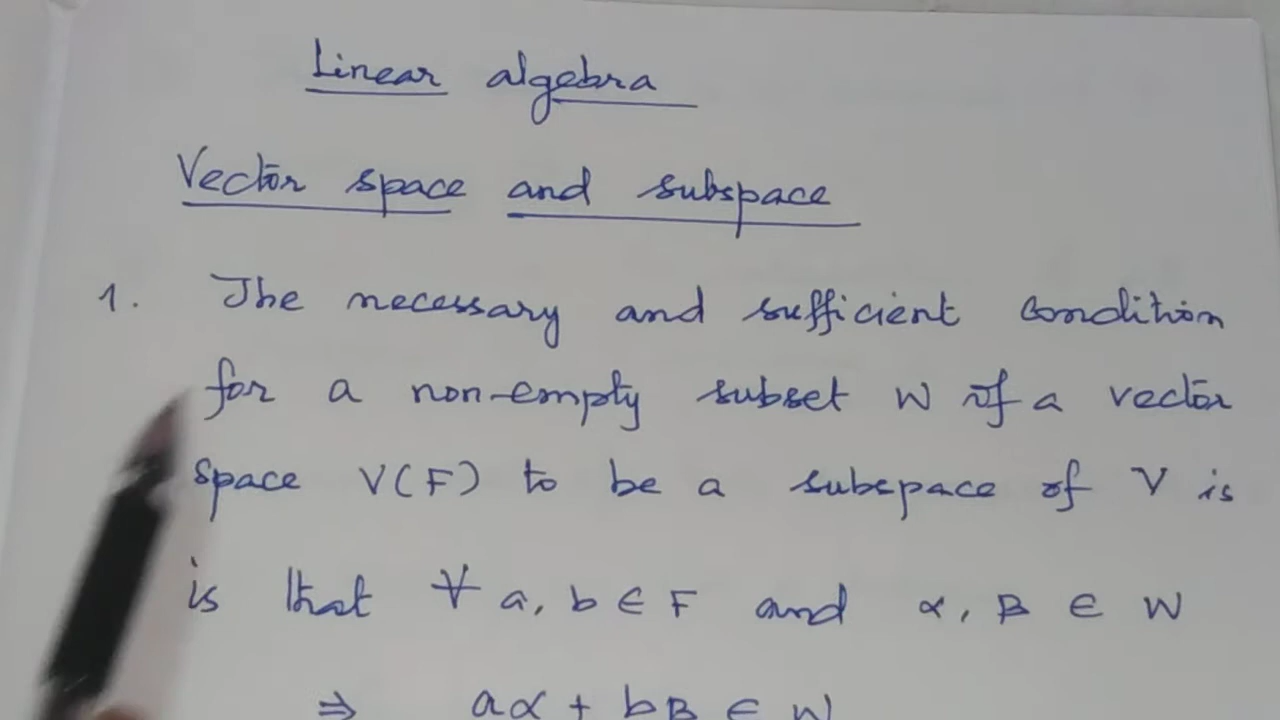 Linear algebra
Vector space and subspace
1. The necessary and sufficient condition
for a non-empty subset W of a vector
space V(F) to be a subspace of V is
is that ∀ a, b ∈ F and α, β ∈ W
⇒ aα + bβ ∈ W